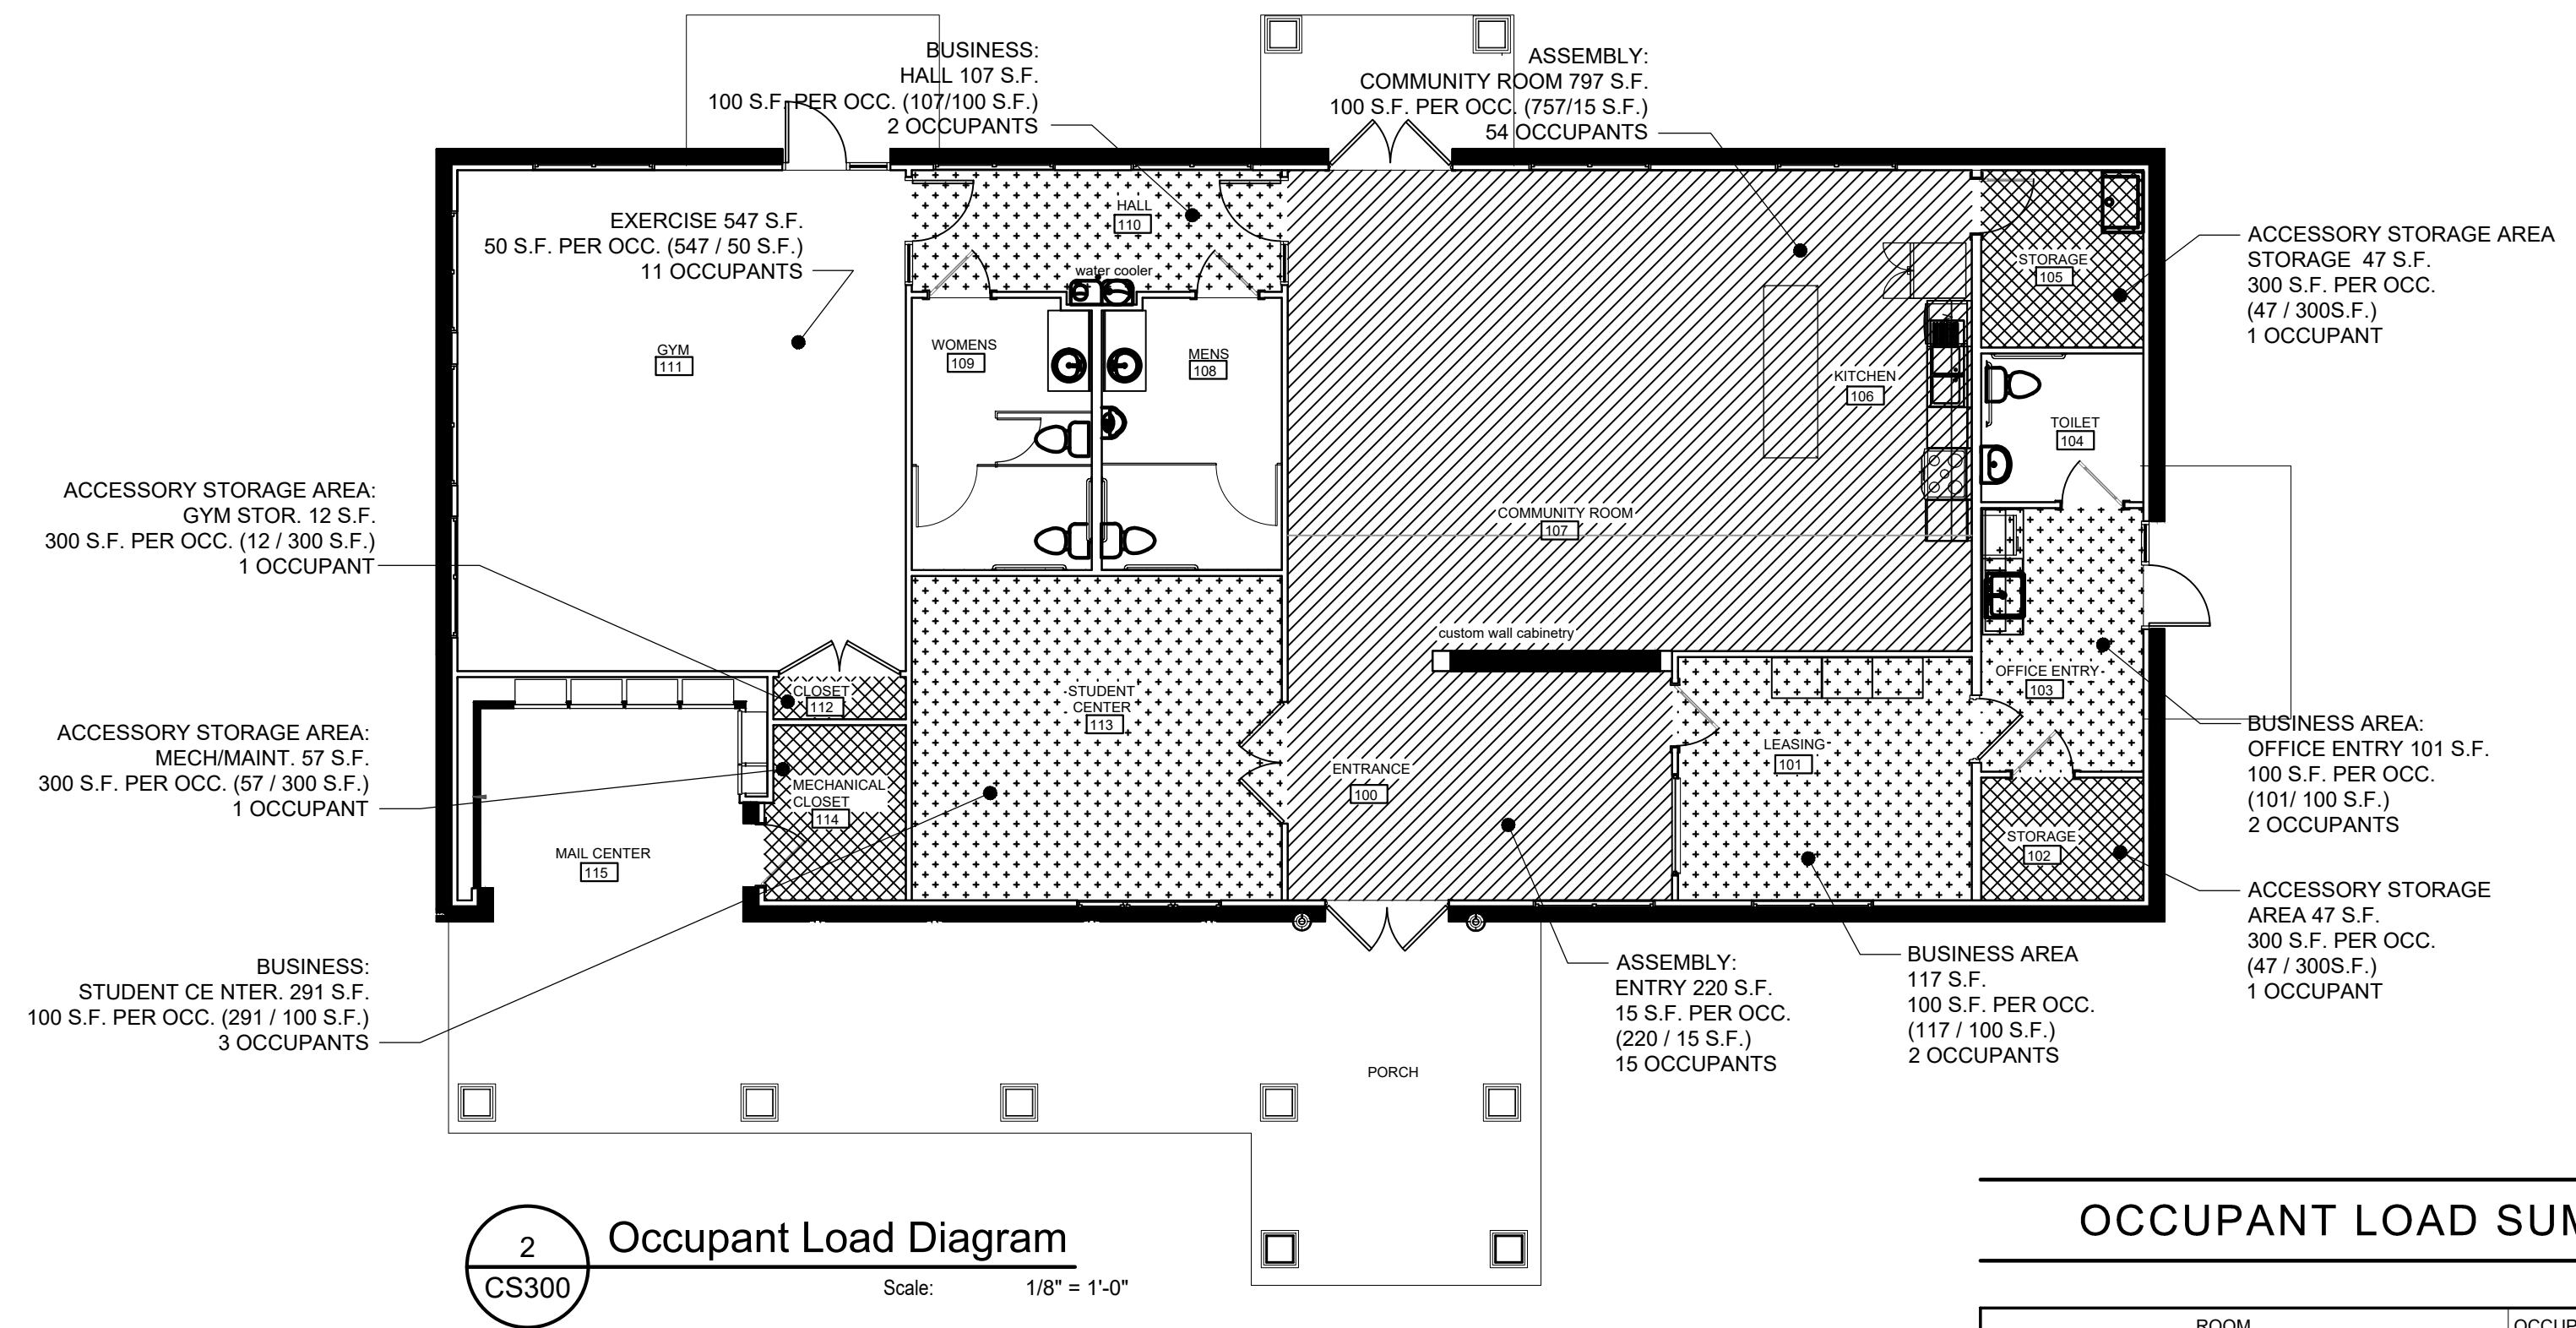 BUSINESS:
HALL 107 S.F.
100 S.F. PER OCC. (107/100 S.F.)
2 OCCUPANTS
ASSEMBLY:
COMMUNITY ROOM 797 S.F.
100 S.F. PER OCC. (757/15 S.F.)
54 OCCUPANTS
EXERCISE 547 S.F.
50 S.F. PER OCC. (547 / 50 S.F.)
11 OCCUPANTS
HALL
110
water cooler
ACCESSORY STORAGE AREA
STORAGE 47 S.F.
300 S.F. PER OCC.
(47 / 300S.F.)
1 OCCUPANT
STORAGE
105
GYM
111
WOMENS
109
MENS
108
KITCHEN
106
TOILET
104
ACCESSORY STORAGE AREA:
GYM STOR. 12 S.F.
300 S.F. PER OCC. (12 / 300 S.F.)
1 OCCUPANT
COMMUNITY ROOM
107
custom wall cabinetry
OFFICE ENTRY
103
CLOSET
112
STUDENT
CENTER
113
ACCESSORY STORAGE AREA:
MECH/MAINT. 57 S.F.
300 S.F. PER OCC. (57 / 300 S.F.)
1 OCCUPANT
MECHANICAL
CLOSET
114
LEASING
101
ENTRANCE
100
BUSINESS AREA:
OFFICE ENTRY 101 S.F.
100 S.F. PER OCC.
(101/ 100 S.F.)
2 OCCUPANTS
STORAGE
102
MAIL CENTER
115
ACCESSORY STORAGE
AREA 47 S.F.
300 S.F. PER OCC.
(47 / 300S.F.)
1 OCCUPANT
BUSINESS:
STUDENT CE NTER. 291 S.F.
100 S.F. PER OCC. (291 / 100 S.F.)
3 OCCUPANTS
ASSEMBLY:
ENTRY 220 S.F.
15 S.F. PER OCC.
(220 / 15 S.F.)
15 OCCUPANTS
BUSINESS AREA
117 S.F.
100 S.F. PER OCC.
(117 / 100 S.F.)
2 OCCUPANTS
PORCH
2
CS300
Occupant Load Diagram
Scale: 1/8" = 1'-0"
OCCUPANT LOAD SUM
ROOM
OCCUP